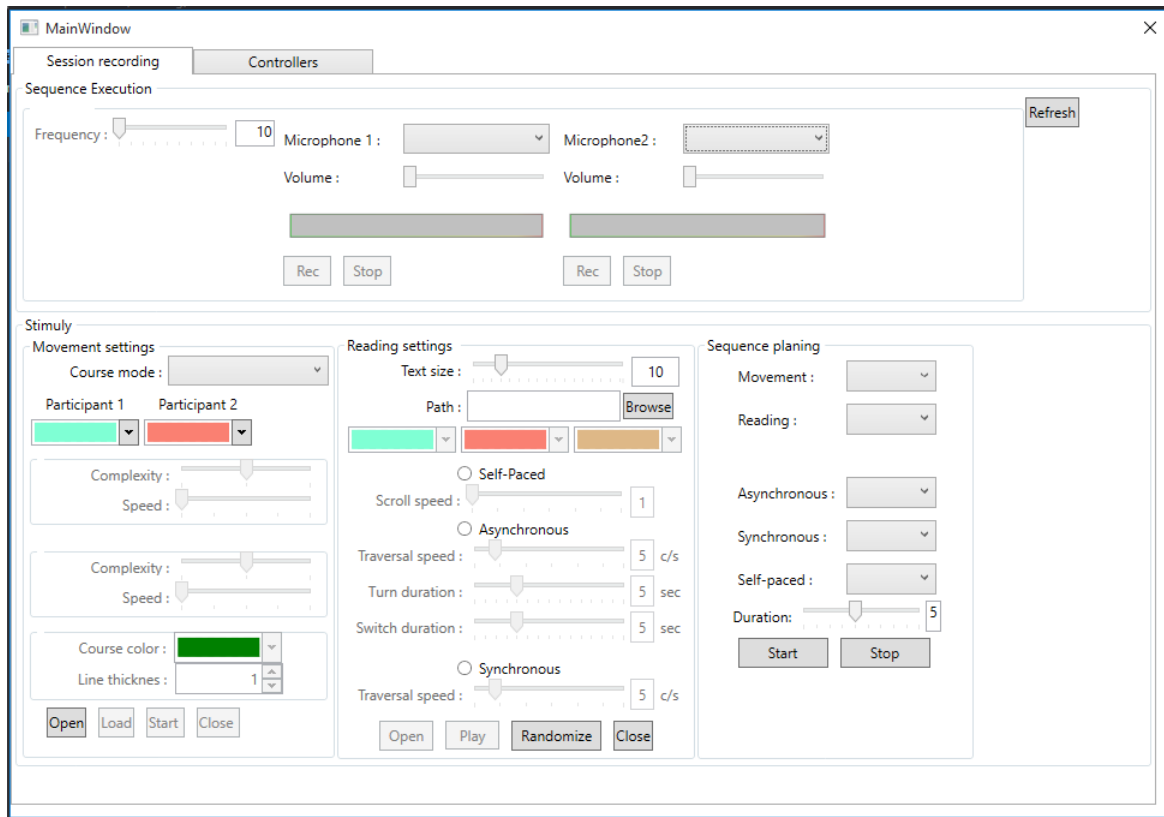 MainWindow
Session recording Controllers
Sequence Execution
Refresh
Frequency : 10
Microphone 1 : Microphone2 :
Volume : Volume :
Rec Stop Rec Stop
Stimuly
Movement settings
Course mode :
Participant 1 Participant 2
Complexity :
Speed :
Complexity :
Speed :
Course color :
Line thicknes : 1
Open Load Start Close
Reading settings
Text size : 10
Path : Browse
Self-Paced
Scroll speed : 1
Asynchronous
Traversal speed : 5 c/s
Turn duration : 5 sec
Switch duration : 5 sec
Synchronous
Traversal speed : 5 c/s
Open Play Randomize Close
Sequence planing
Movement :
Reading :
Asynchronous :
Synchronous :
Self-paced :
Duration: 5
Start Stop